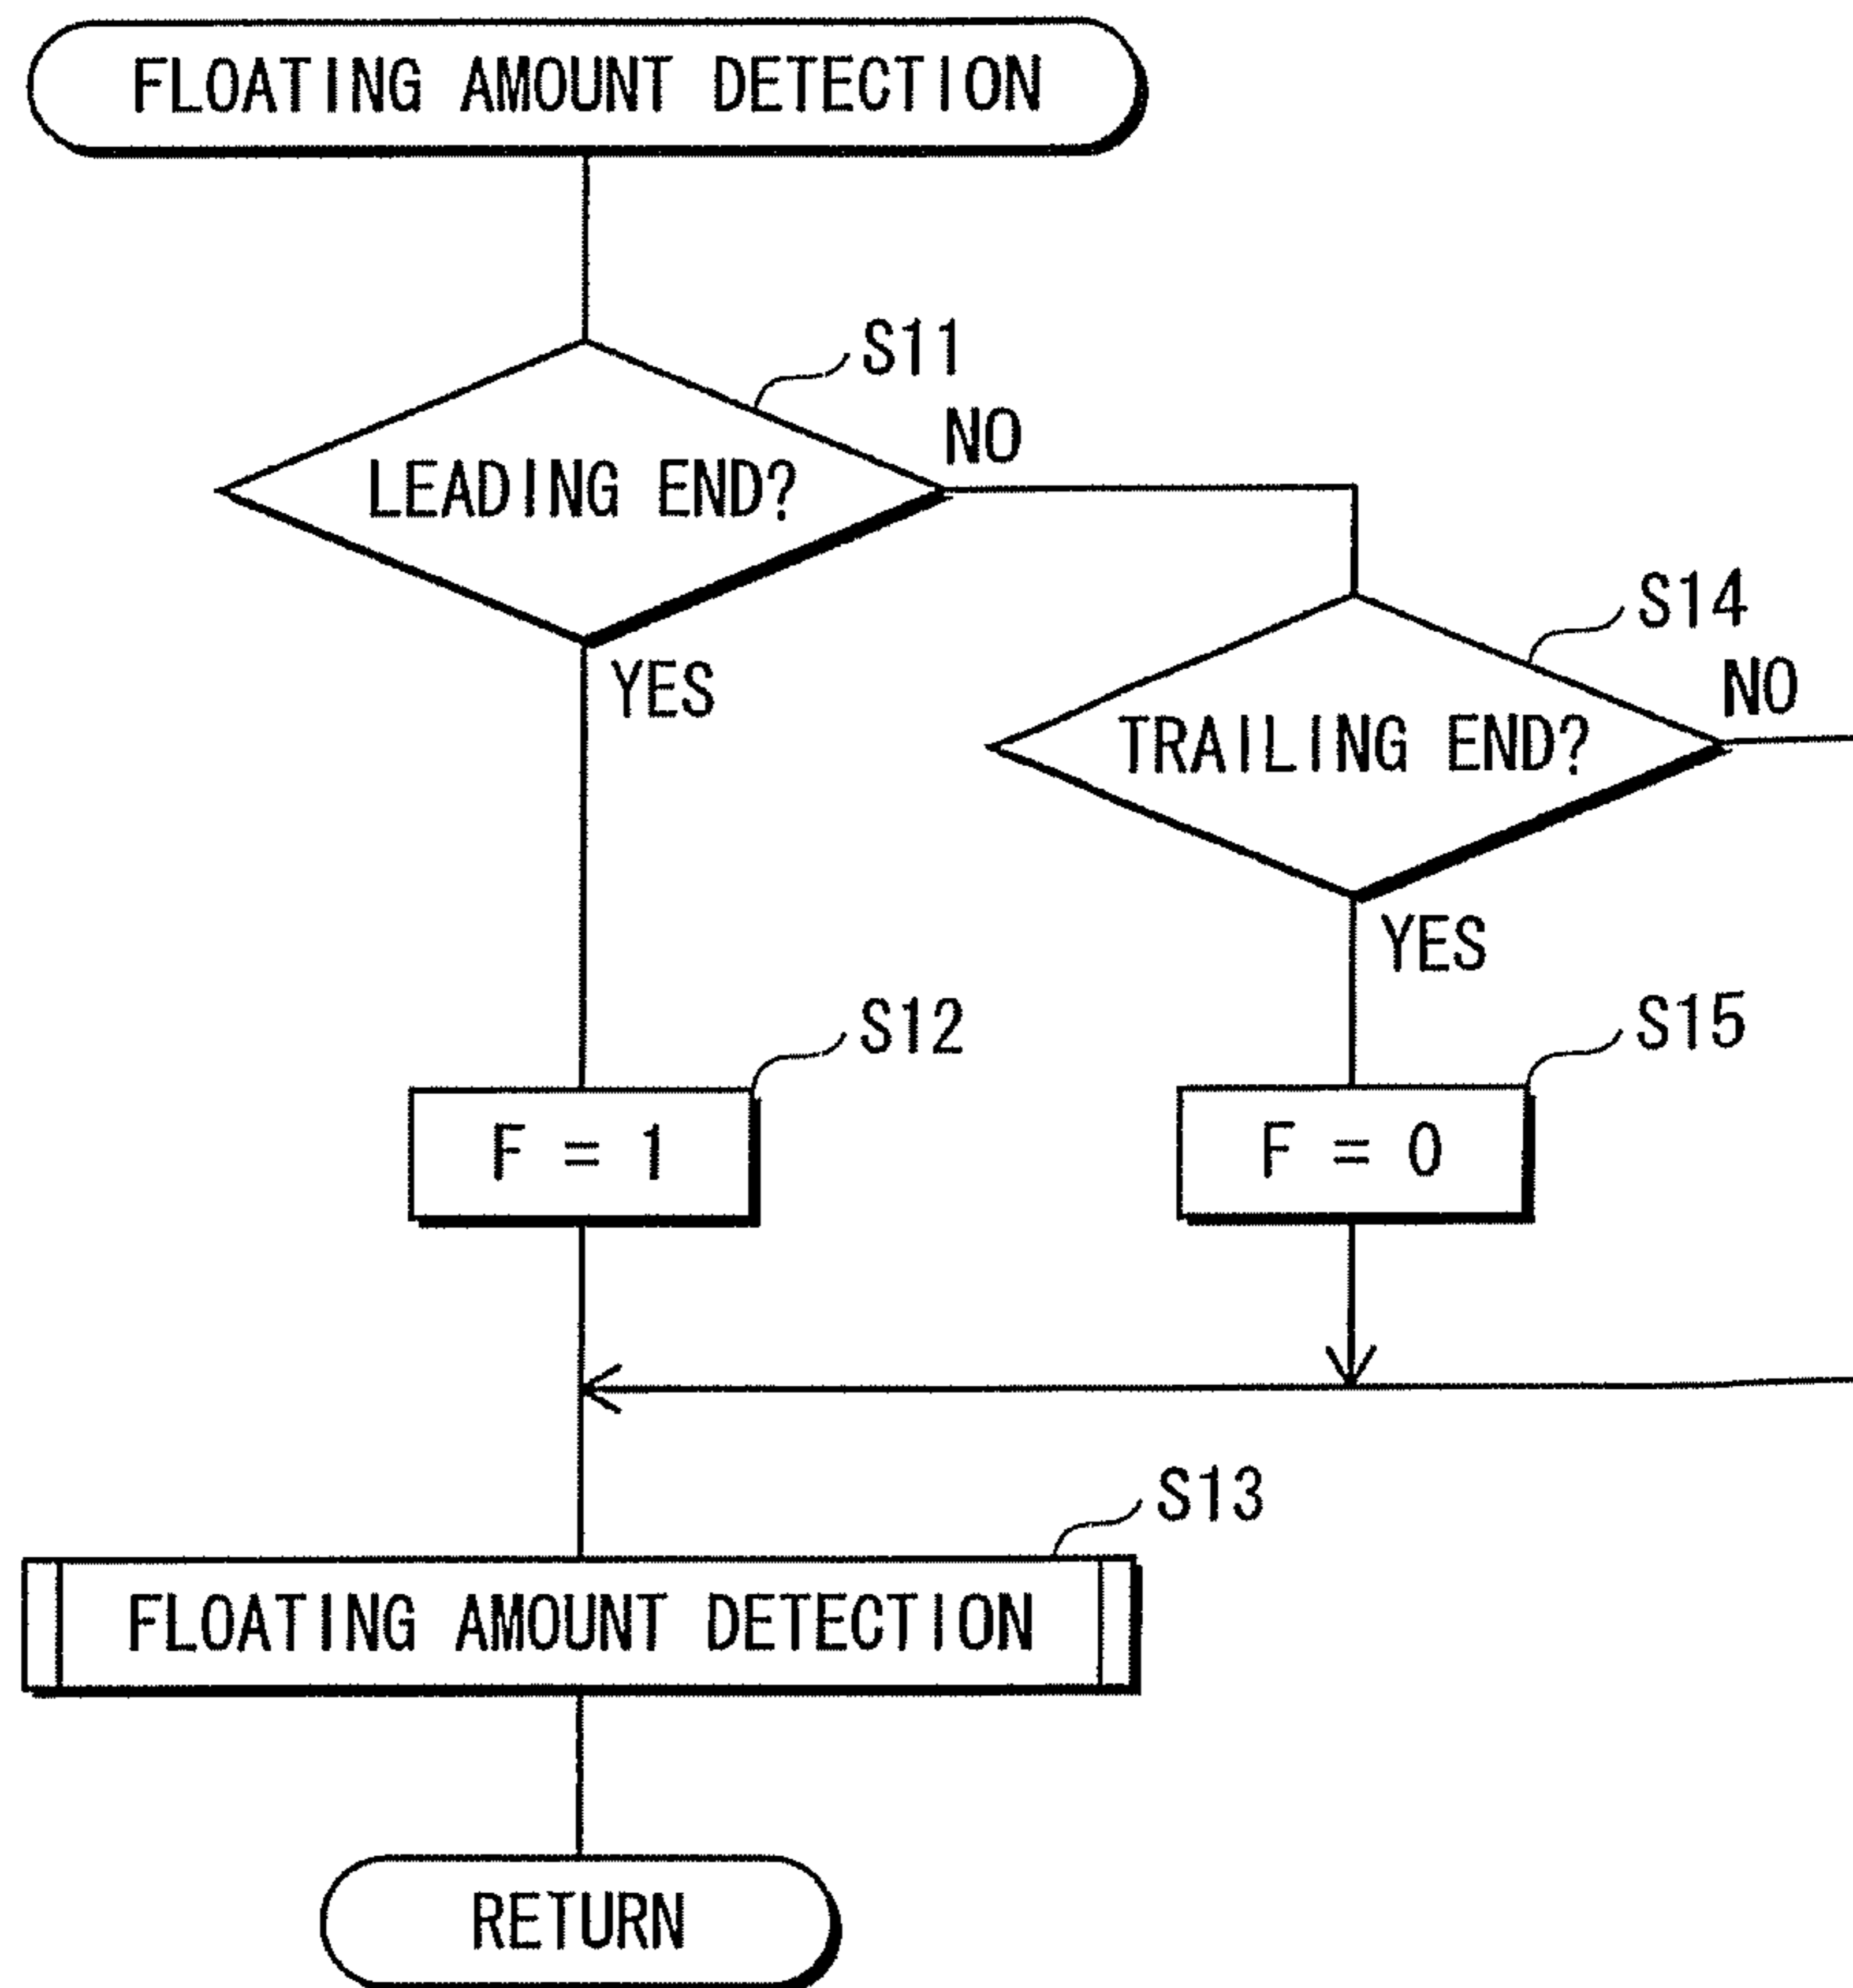 FLOATING AMOUNT DETECTION
S11
NO
LEADING END?
YES
S14
NO
TRAILING END?
YES
S12
F = 1
S15
F = 0
S13
FLOATING AMOUNT DETECTION
RETURN